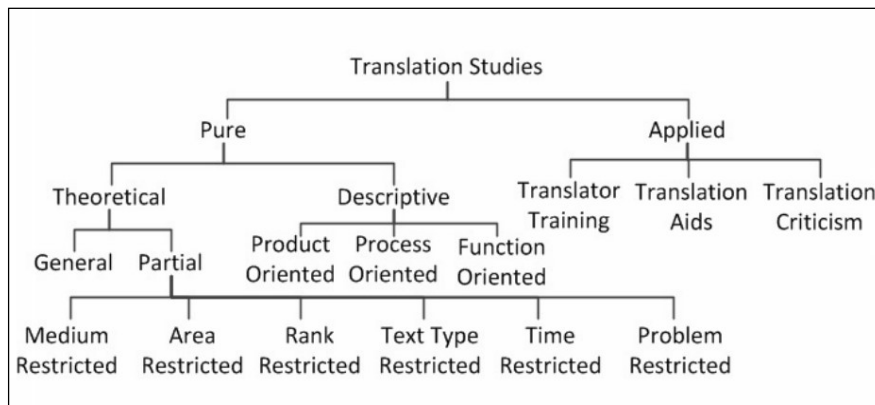 Translation Studies
Pure
Applied
Theoretical
Descriptive
Translator
Training
Translation
Aids
Translation
Criticism
General
Partial
Product
Oriented
Process
Oriented
Function
Oriented
Medium
Restricted
Area
Restricted
Rank
Restricted
Text Type
Restricted
Time
Restricted
Problem
Restricted